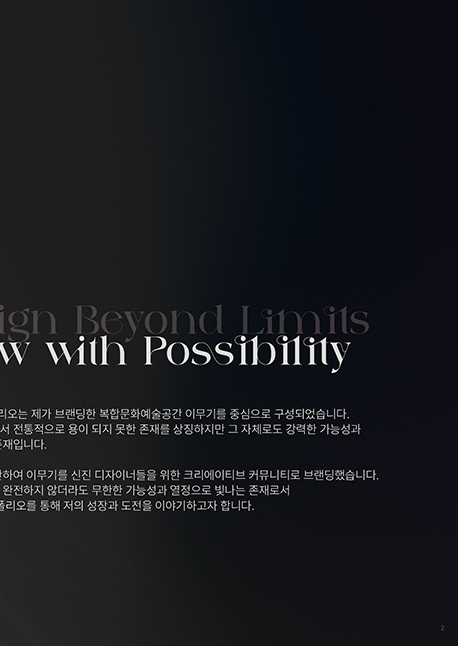 ign Beyond Limits
w with Possibility
리오는 제가 브랜딩한 복합문화예술공간 이무기를 중심으로 구성되었습니다.
서 전통적으로 용이 되지 못한 존재를 상징하지만 그 자체로도 강력한 가능성과
존재입니다.
하여 이무기를 신진 디자이너들을 위한 크리에이티브 커뮤니티로 브랜딩했습니다.
완전하지 않더라도 무한한 가능성과 열정으로 빛나는 존재로서
폴리오를 통해 저의 성장과 도전을 이야기하고자 합니다.
2